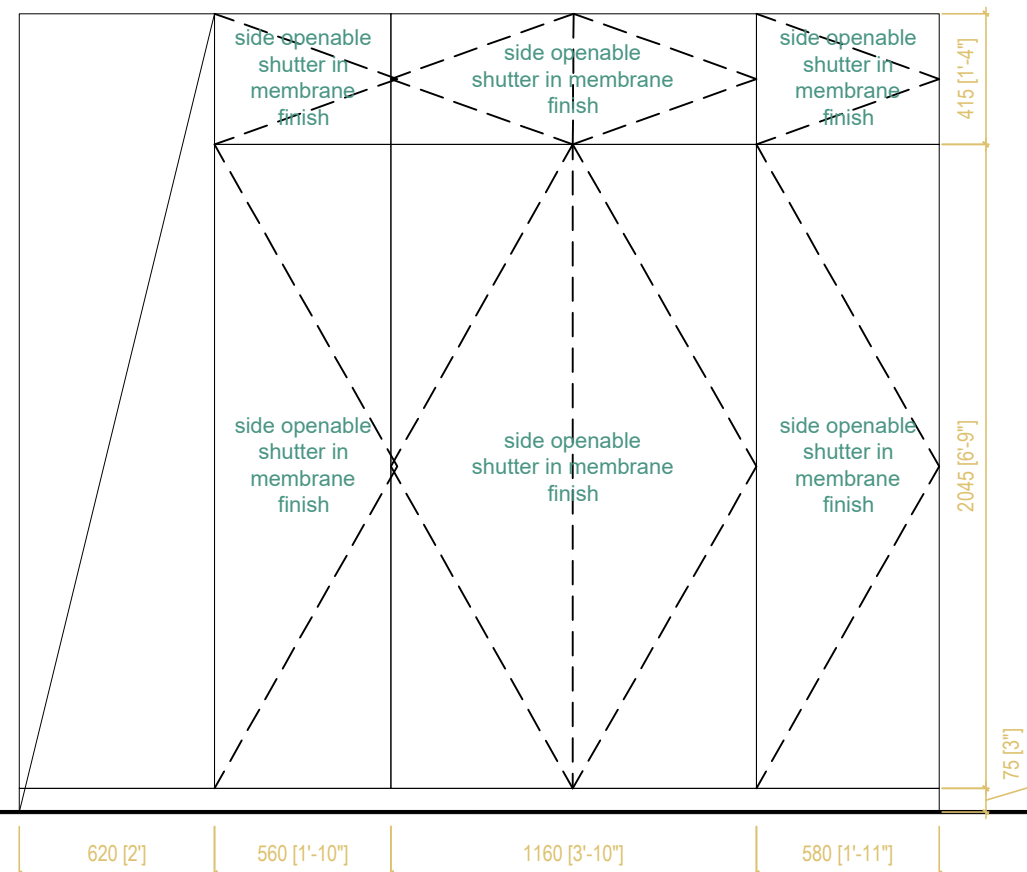 side openable
shutter in
membrane
finish
side openable
shutter in membrane
finish
side openable
shutter in
membrane
finish
415 [1'-4"]
side openable
shutter in
membrane
finish
side openable
shutter in membrane
finish
side openable
shutter in
membrane
finish
2045 [6'-9"]
75 [3"]
620 [2']
560 [1'-10"]
1160 [3'-10"]
580 [1'-11"]